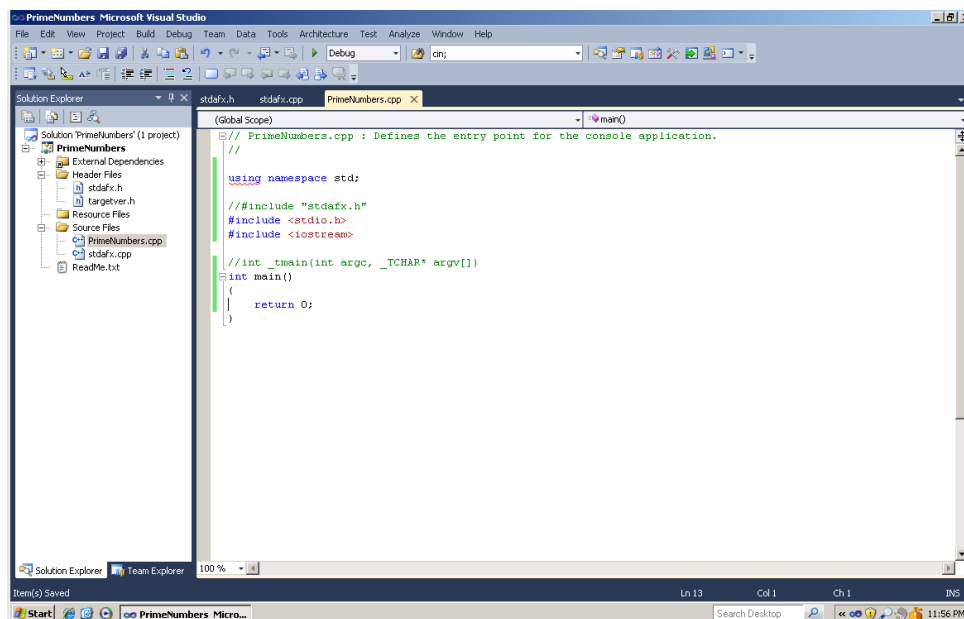 PrimeNumbers Microsoft Visual Studio
File Edit View Project Build Debug Team Data Tools Architecture Test Analyze Window Help
Debug cin;
Solution Explorer
stdafx.h stdafx.cpp PrimeNumbers.cpp
(Global Scope) main()
Solution 'PrimeNumbers' (1 project)
PrimeNumbers
External Dependencies
Header Files
stdafx.h
targetver.h
Resource Files
Source Files
PrimeNumbers.cpp
stdafx.cpp
ReadMe.txt
// PrimeNumbers.cpp : Defines the entry point for the console application.
//
using namespace std;
//#include "stdafx.h"
#include <stdio.h>
#include <iostream>
//int _tmain(int argc, _TCHAR* argv[])
int main()
{
return 0;
}
100 %
Solution Explorer Team Explorer
Item(s) Saved Ln 13 Col 1 Ch 1 INS
Start PrimeNumbers Micro... Search Desktop 11:56 PM